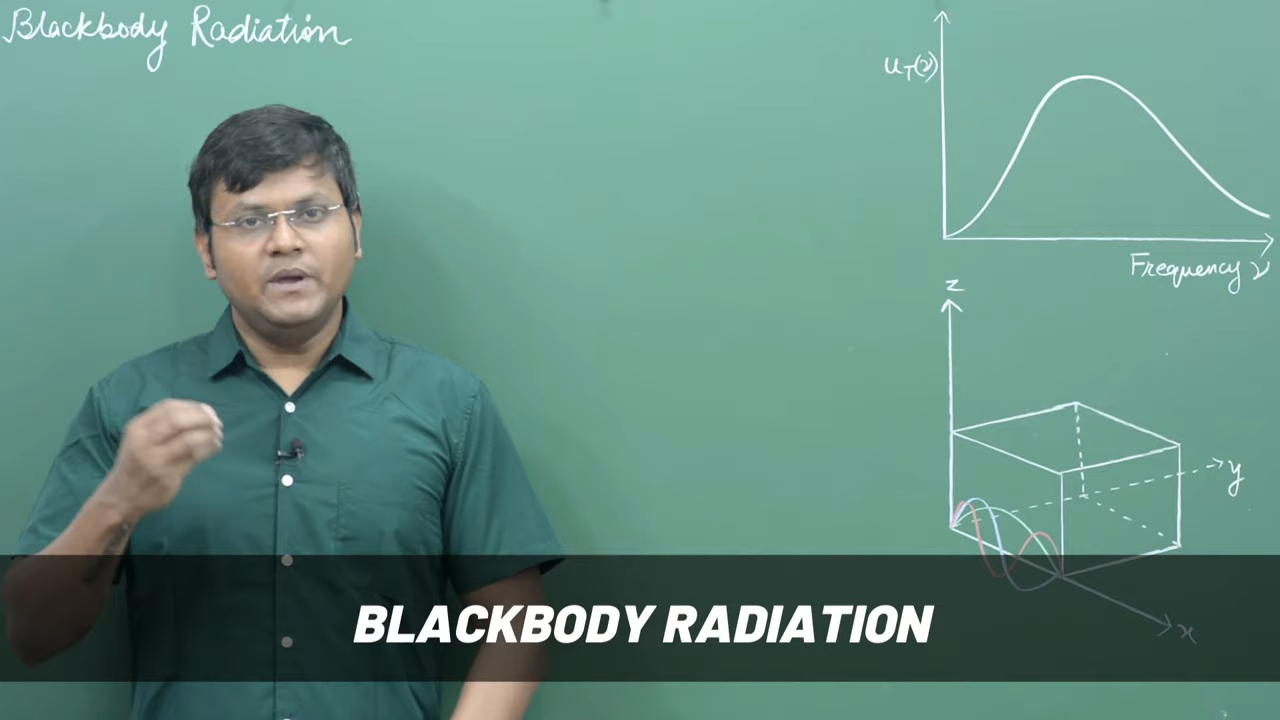 Blackbody Radiation
u_T(ν)
Frequency ν
z
y
x
BLACKBODY RADIATION